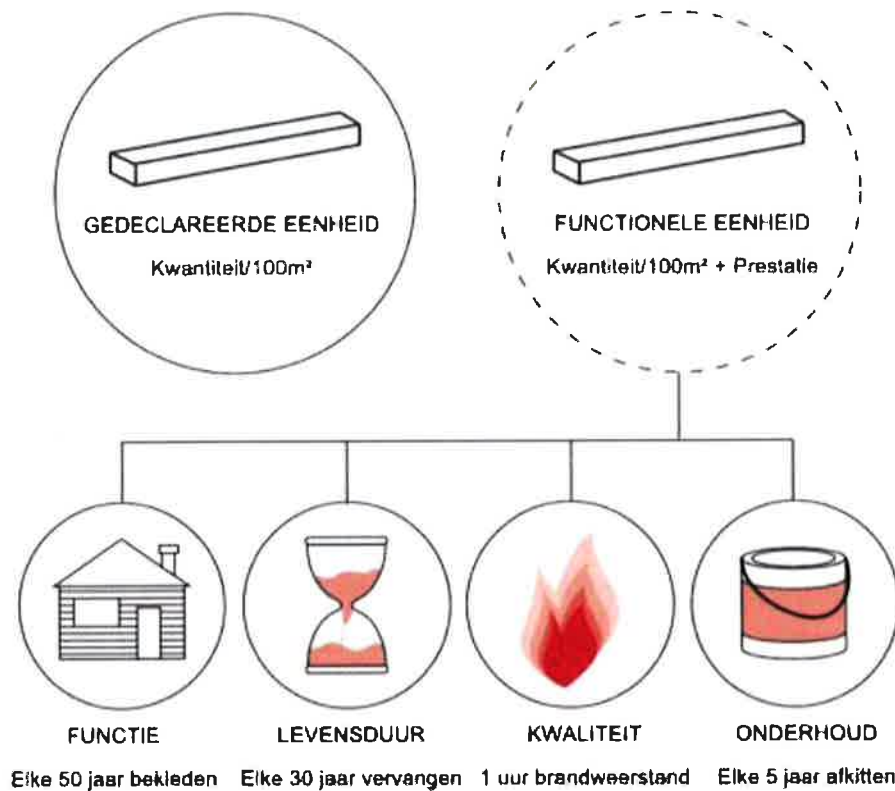 GEDECLAREERDE EENHEID
Kwantiteit/100m²
FUNCTIONELE EENHEID
Kwantiteit/100m² + Prestatie
FUNCTIE
Elke 50 jaar bekleden
LEVENSDUUR
Elke 30 jaar vervangen
KWALITEIT
1 uur brandweerstand
ONDERHOUD
Elke 5 jaar afkitten